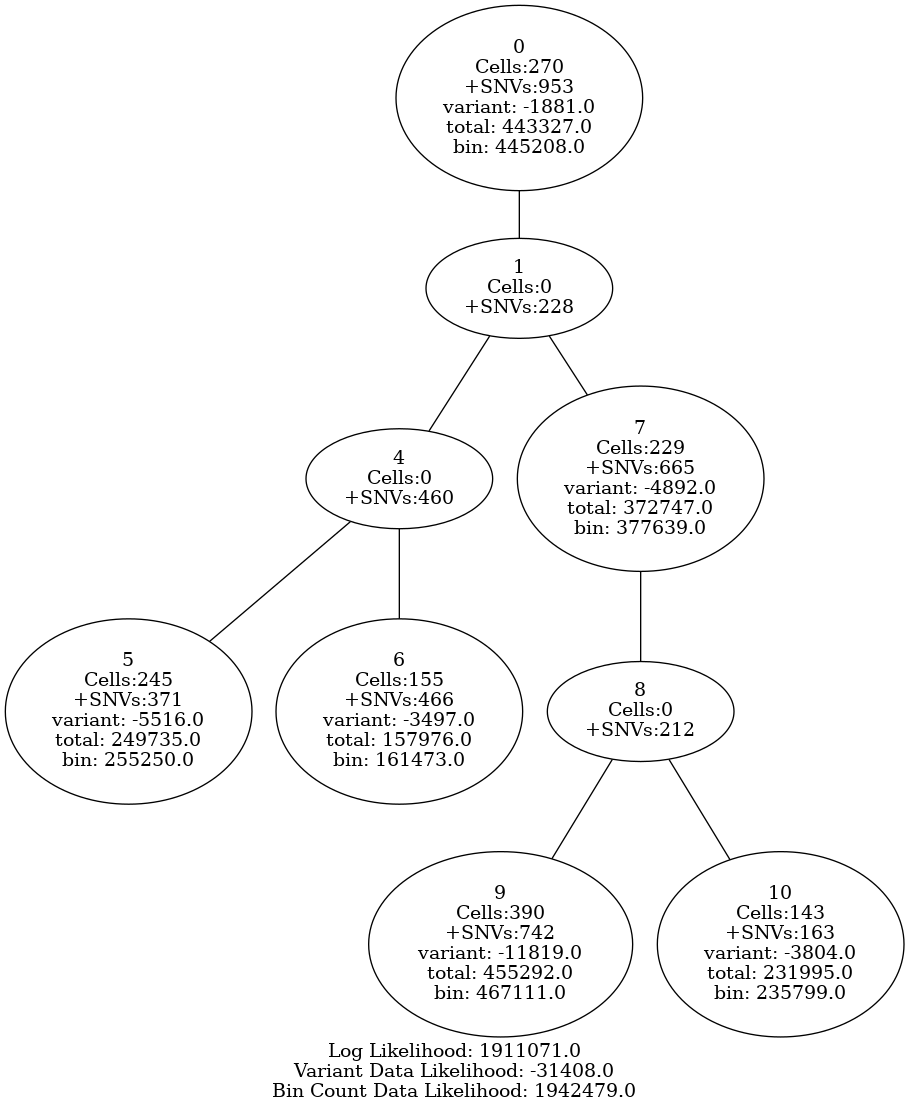 0
Cells:270
+SNVs:953
variant: -1881.0
total: 443327.0
bin: 445208.0
1
Cells:0
+SNVs:228
4
Cells:0
+SNVs:460
7
Cells:229
+SNVs:665
variant: -4892.0
total: 372747.0
bin: 377639.0
5
Cells:245
+SNVs:371
variant: -5516.0
total: 249735.0
bin: 255250.0
6
Cells:155
+SNVs:466
variant: -3497.0
total: 157976.0
bin: 161473.0
8
Cells:0
+SNVs:212
9
Cells:390
+SNVs:742
variant: -11819.0
total: 455292.0
bin: 467111.0
10
Cells:143
+SNVs:163
variant: -3804.0
total: 231995.0
bin: 235799.0
Log Likelihood: 1911071.0
Variant Data Likelihood: -31408.0
Bin Count Data Likelihood: 1942479.0